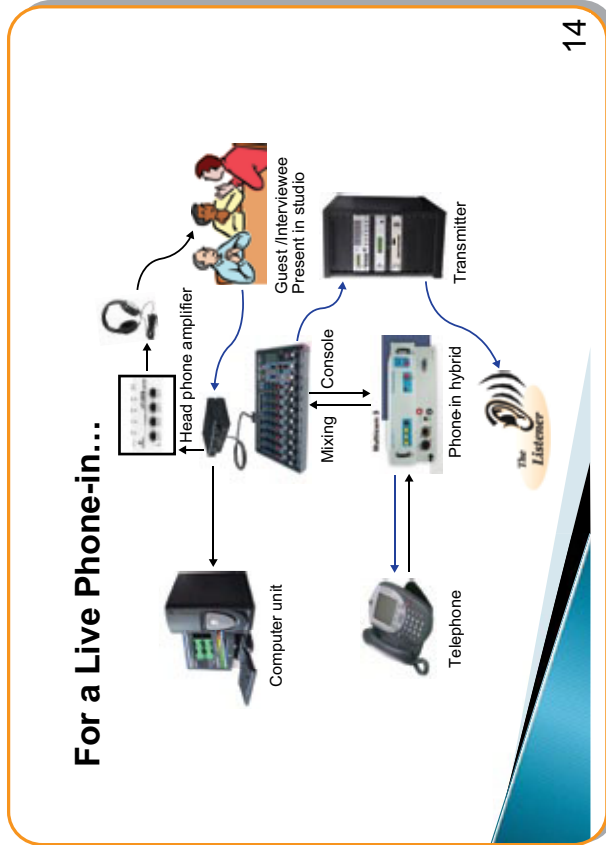 For a Live Phone-in…
Head phone amplifier
Guest /Interviewee
Present in studio
Computer unit
Mixing Console
Telephone
Phone-in hybrid
Transmitter
The
Listener
14